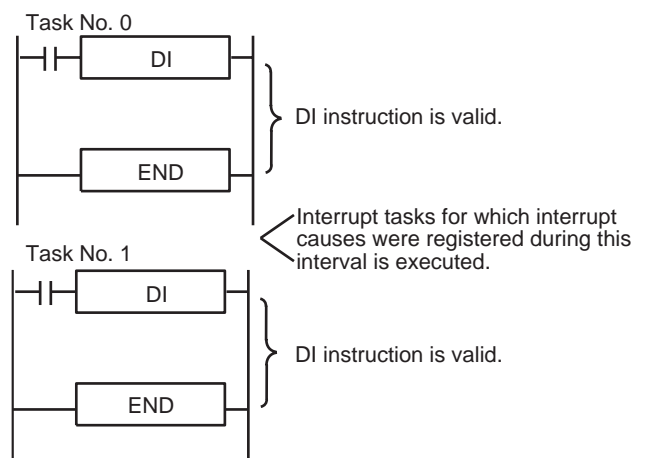 Task No. 0
DI
DI instruction is valid.
END
Interrupt tasks for which interrupt
causes were registered during this
interval is executed.
Task No. 1
DI
DI instruction is valid.
END